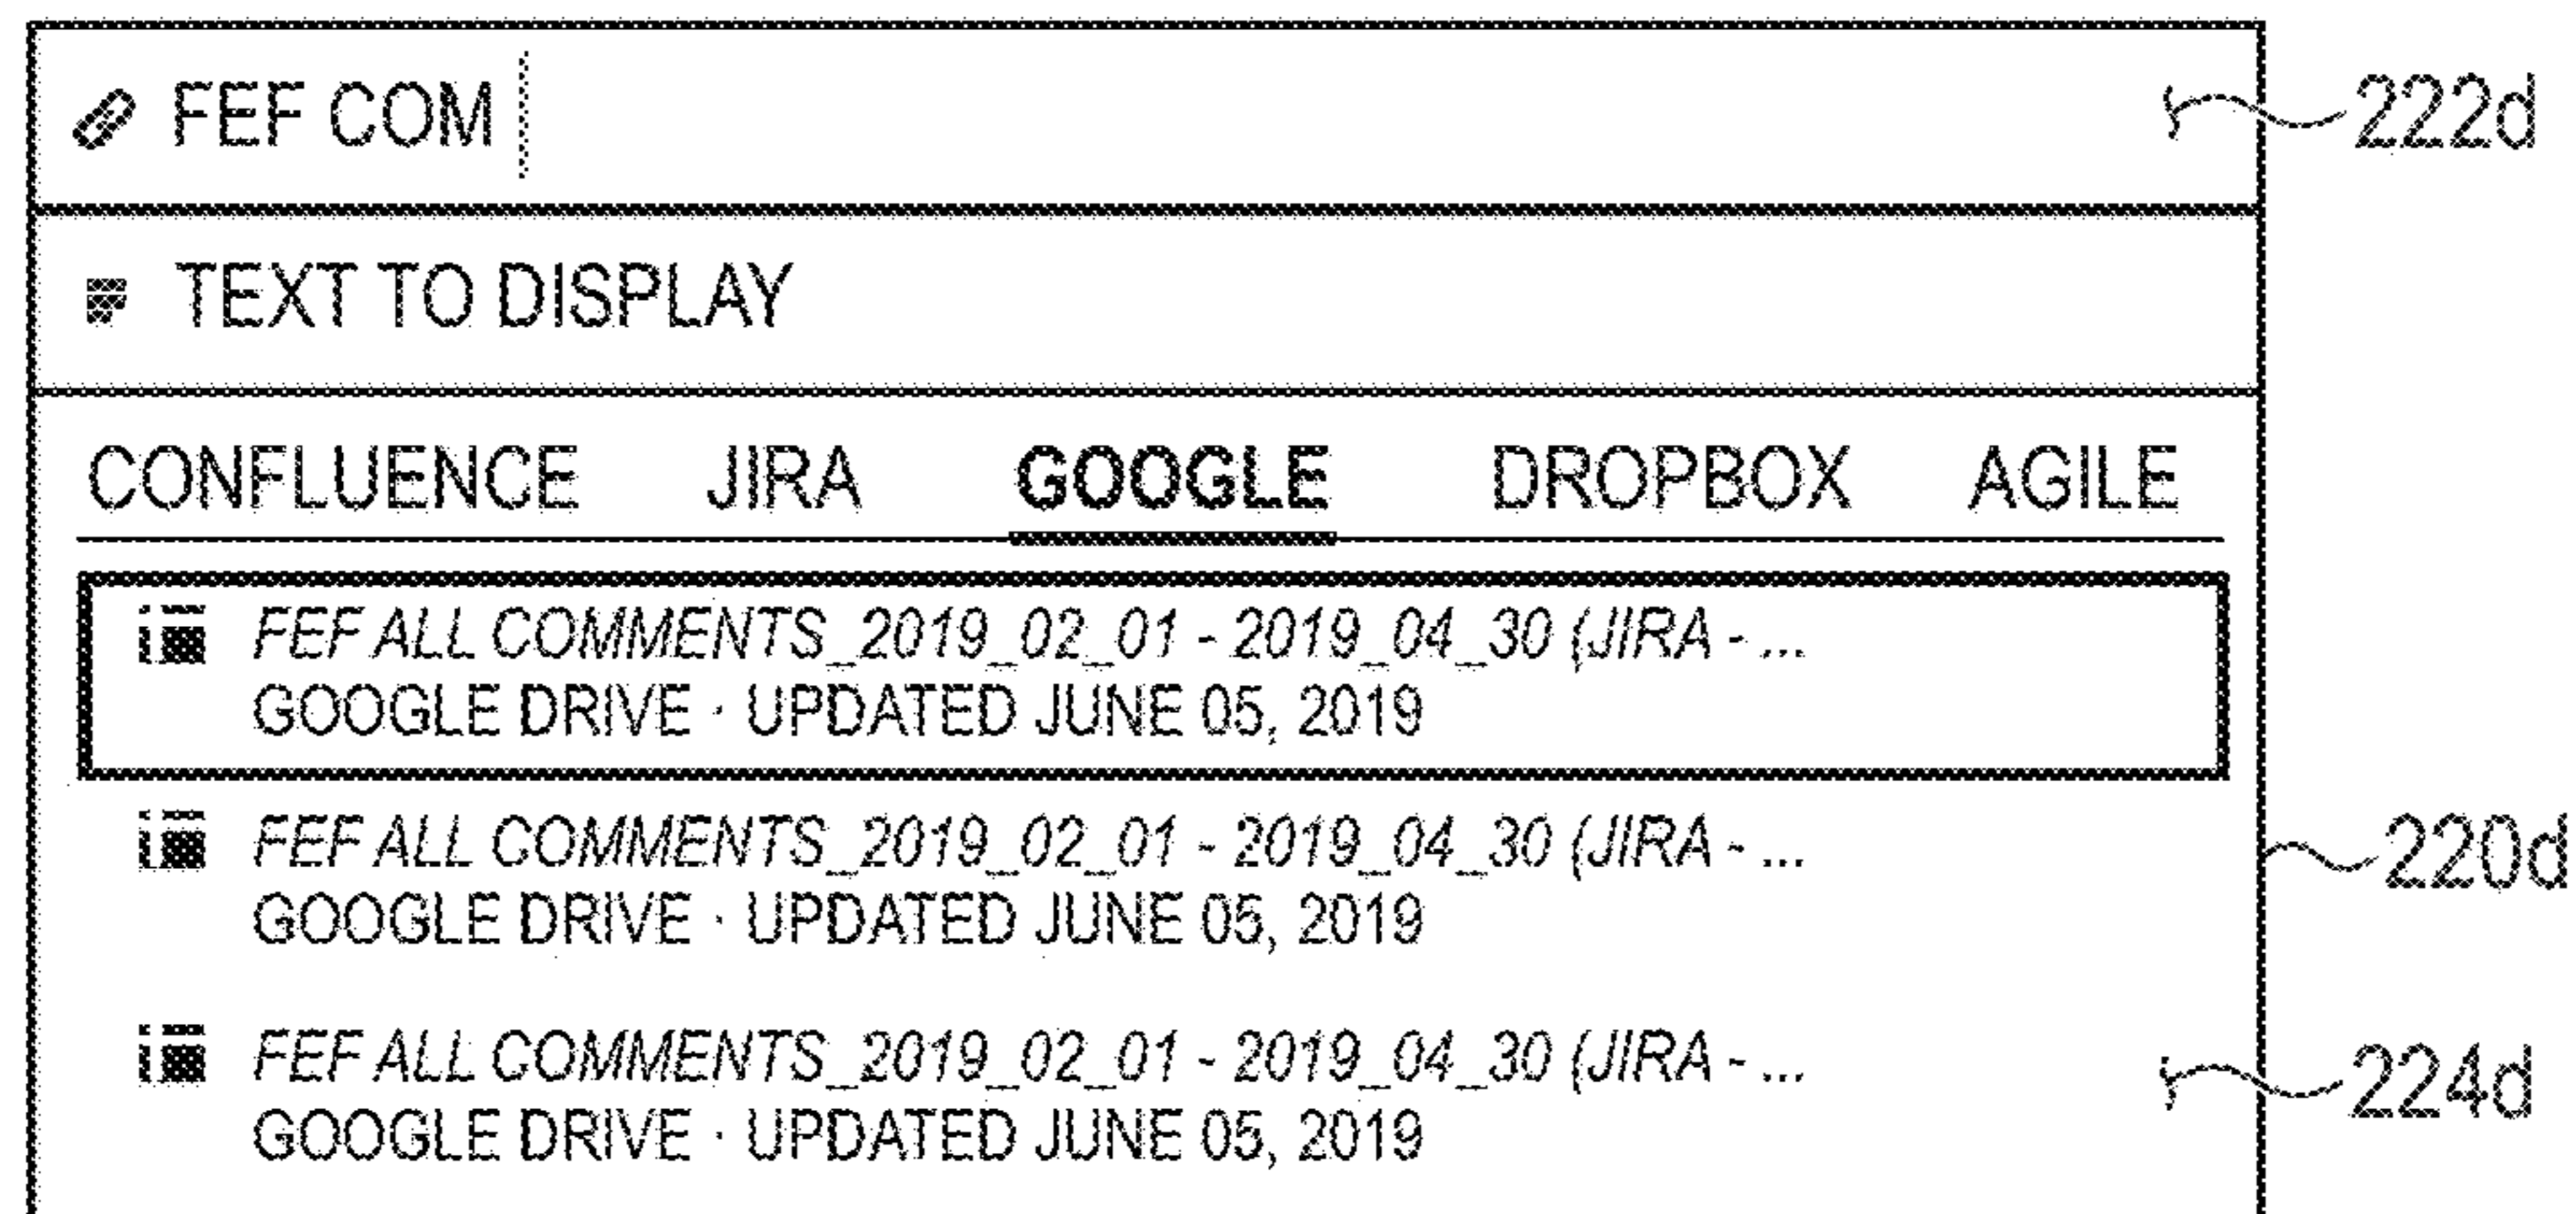 FEF COM
222d
TEXT TO DISPLAY
CONFLUENCE JIRA GOOGLE DROPBOX AGILE
FEF ALL COMMENTS_2019_02_01 - 2019_04_30 (JIRA - ...
GOOGLE DRIVE · UPDATED JUNE 05, 2019
FEF ALL COMMENTS_2019_02_01 - 2019_04_30 (JIRA - ...
220d
GOOGLE DRIVE · UPDATED JUNE 05, 2019
FEF ALL COMMENTS_2019_02_01 - 2019_04_30 (JIRA - ...
224d
GOOGLE DRIVE · UPDATED JUNE 05, 2019